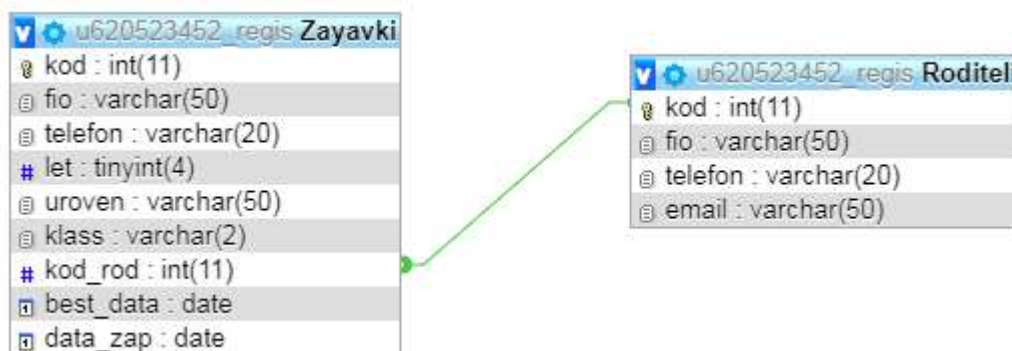 u620523452_regis Zayavki
kod : int(11)
fio : varchar(50)
telefon : varchar(20)
let : tinyint(4)
uroven : varchar(50)
klass : varchar(2)
kod_rod : int(11)
best_data : date
data_zap : date
u620523452_regis Roditeli
kod : int(11)
fio : varchar(50)
telefon : varchar(20)
email : varchar(50)